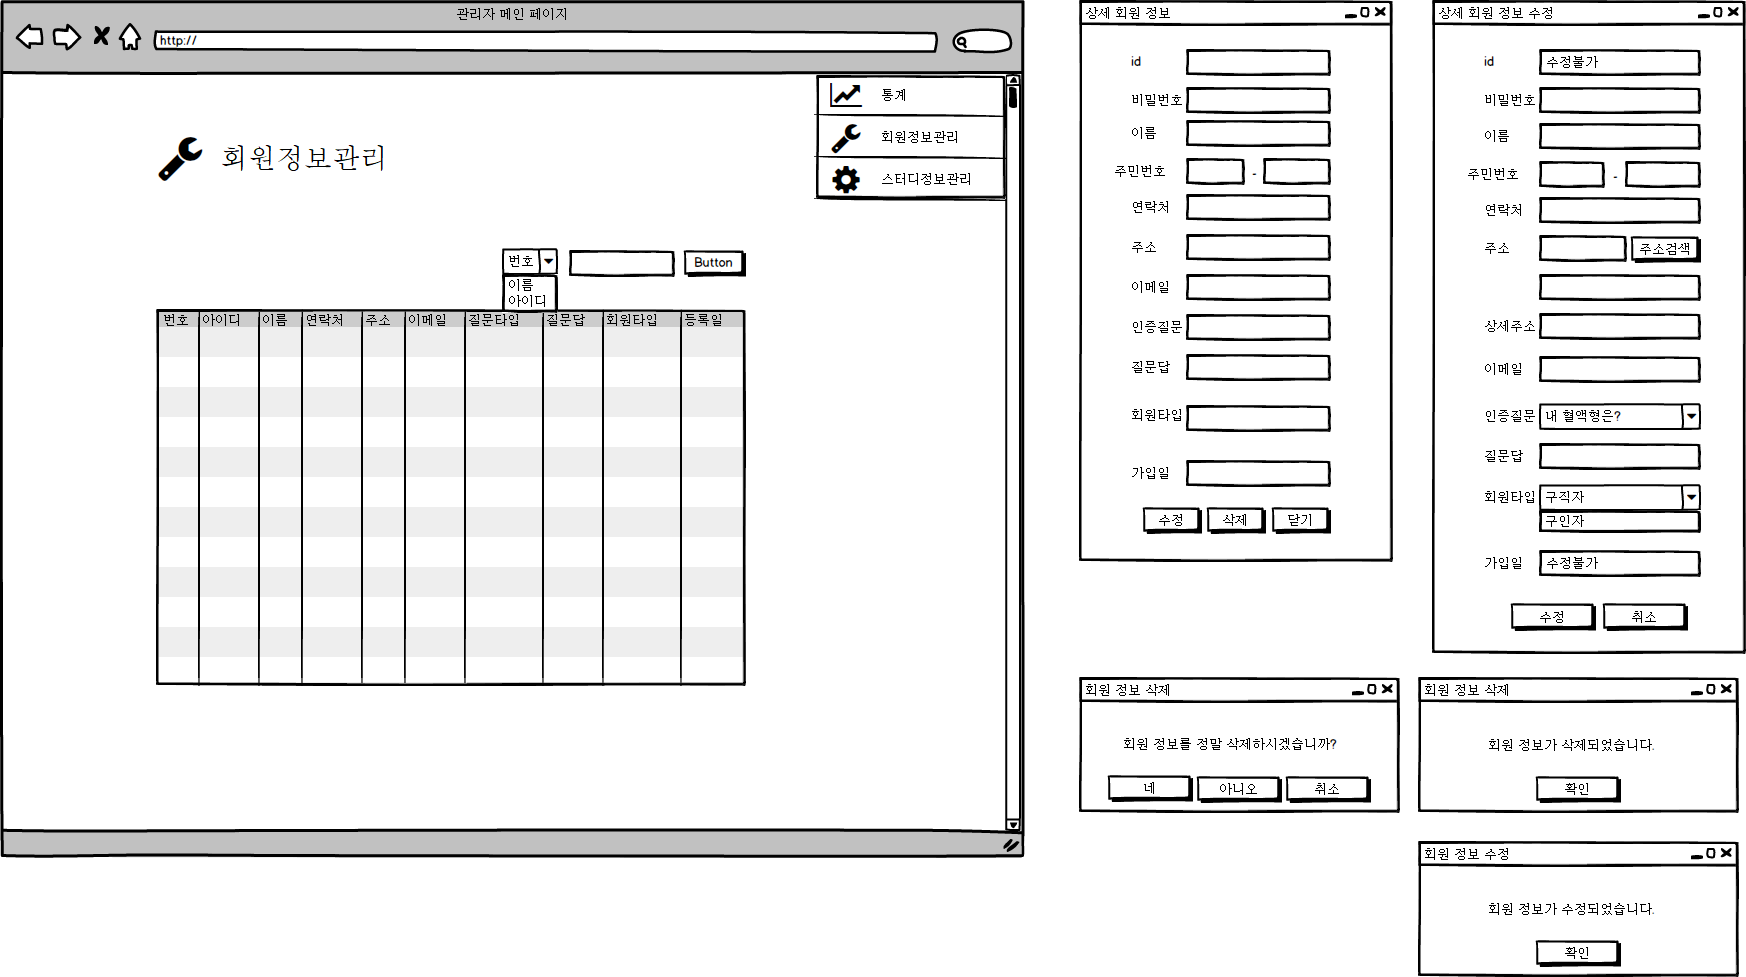 관리자 메인 페이지
http://
통계
회원정보관리
스터디정보관리
회원정보관리
번호
Button
이름
아이디
번호 아이디 이름 연락처 주소 이메일 질문타입 질문답 회원타입 등록일
상세 회원 정보
id
비밀번호
이름
주민번호 -
연락처
주소
이메일
인증질문
질문답
회원타입
가입일
수정 삭제 닫기
상세 회원 정보 수정
id 수정불가
비밀번호
이름
주민번호 -
연락처
주소 주소검색
상세주소
이메일
인증질문 내 혈액형은?
질문답
회원타입 구직자
구인자
가입일 수정불가
수정 취소
회원 정보 삭제
회원 정보를 정말 삭제하시겠습니까?
네 아니오 취소
회원 정보 삭제
회원 정보가 삭제되었습니다.
확인
회원 정보 수정
회원 정보가 수정되었습니다.
확인